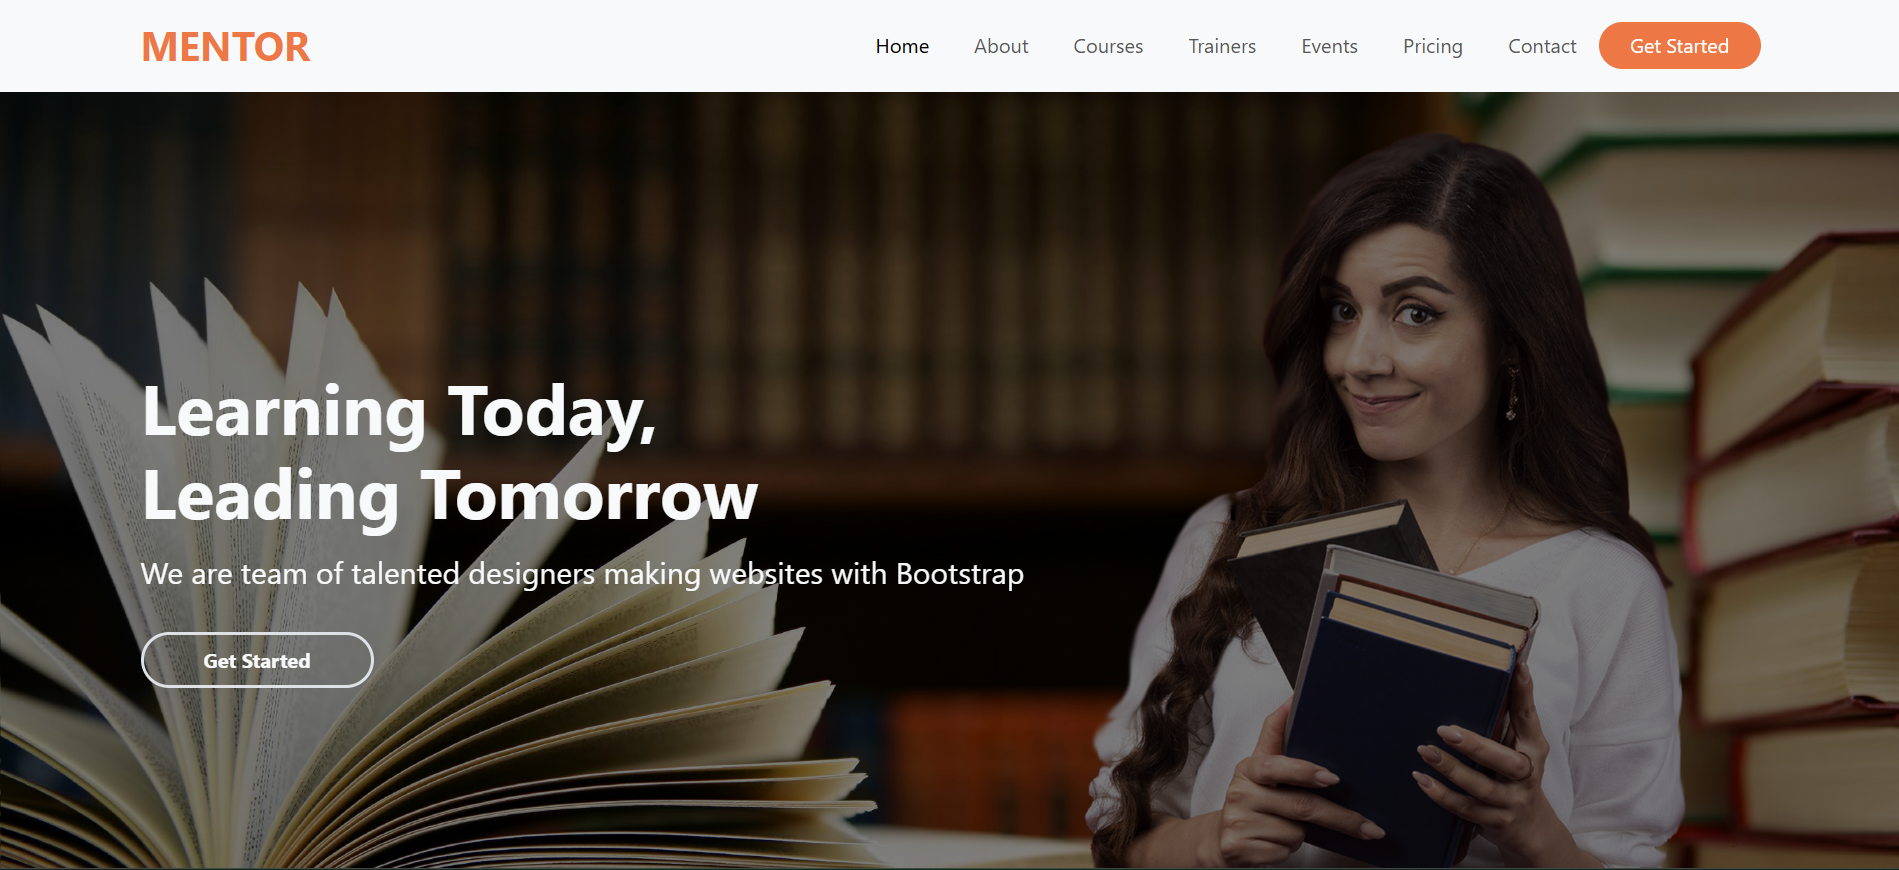 MENTOR
Home About Courses Trainers Events Pricing Contact Get Started
Learning Today,
Leading Tomorrow
We are team of talented designers making websites with Bootstrap
Get Started